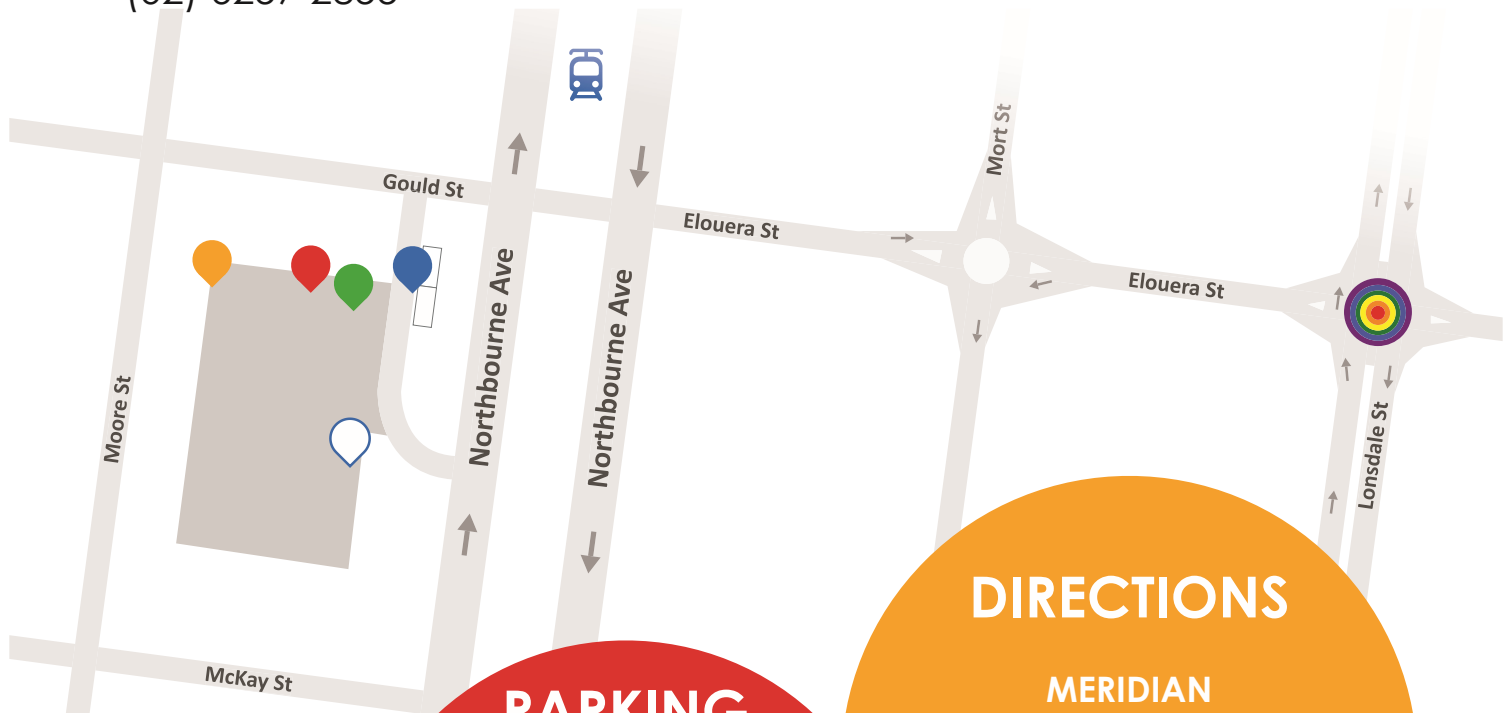 Mort St
Gould St
Elouera St
Elouera St
Northbourne Ave
Northbourne Ave
Moore St
Lonsdale St
DIRECTIONS
McKay St
MERIDIAN
PARKING